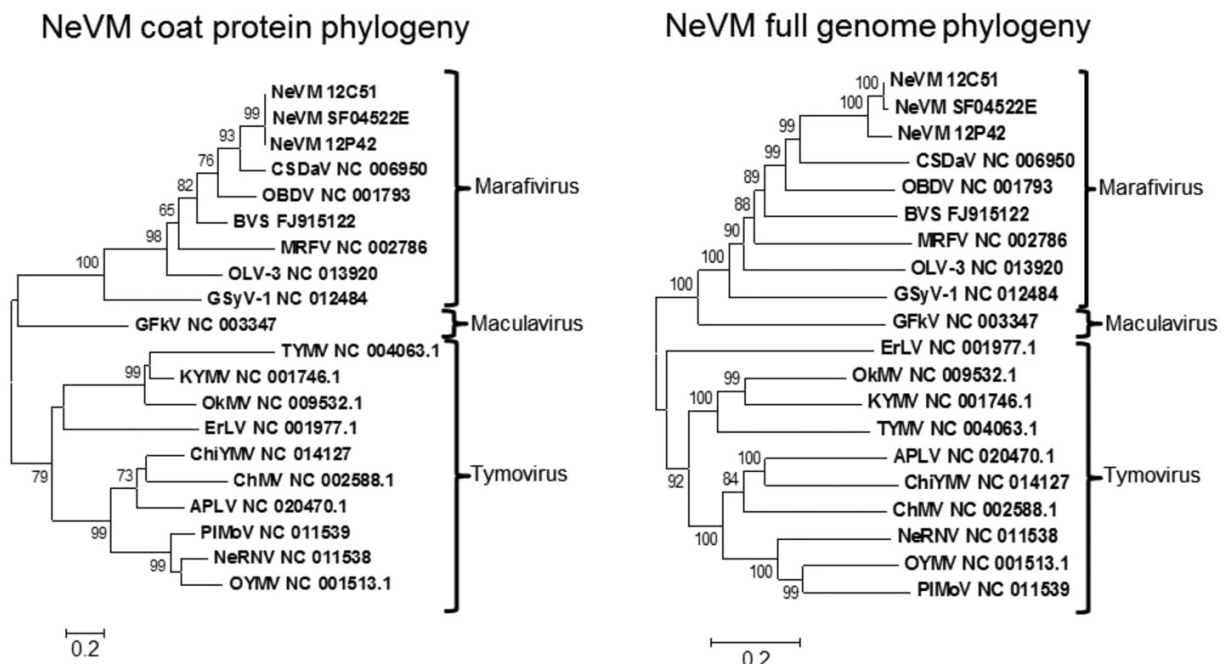 NeVM coat protein phylogeny
NeVM 12C51
NeVM SF04522E
NeVM 12P42
CSDaV NC 006950
OBDV NC 001793
BVS FJ915122
MRFV NC 002786
OLV-3 NC 013920
GSyV-1 NC 012484
GFkV NC 003347
TYMV NC 004063.1
KYMV NC 001746.1
OkMV NC 009532.1
ErLV NC 001977.1
ChiYMV NC 014127
ChMV NC 002588.1
APLV NC 020470.1
PlMoV NC 011539
NeRNV NC 011538
OYMV NC 001513.1
99
93
76
82
65
98
100
99
79
73
99
99
Marafivirus
Maculavirus
Tymovirus
0.2
NeVM full genome phylogeny
NeVM 12C51
NeVM SF04522E
NeVM 12P42
CSDaV NC 006950
OBDV NC 001793
BVS FJ915122
MRFV NC 002786
OLV-3 NC 013920
GSyV-1 NC 012484
GFkV NC 003347
ErLV NC 001977.1
OkMV NC 009532.1
KYMV NC 001746.1
TYMV NC 004063.1
APLV NC 020470.1
ChiYMV NC 014127
ChMV NC 002588.1
NeRNV NC 011538
OYMV NC 001513.1
PlMoV NC 011539
100
100
99
99
89
88
90
100
99
100
92
100
84
100
100
99
Marafivirus
Maculavirus
Tymovirus
0.2